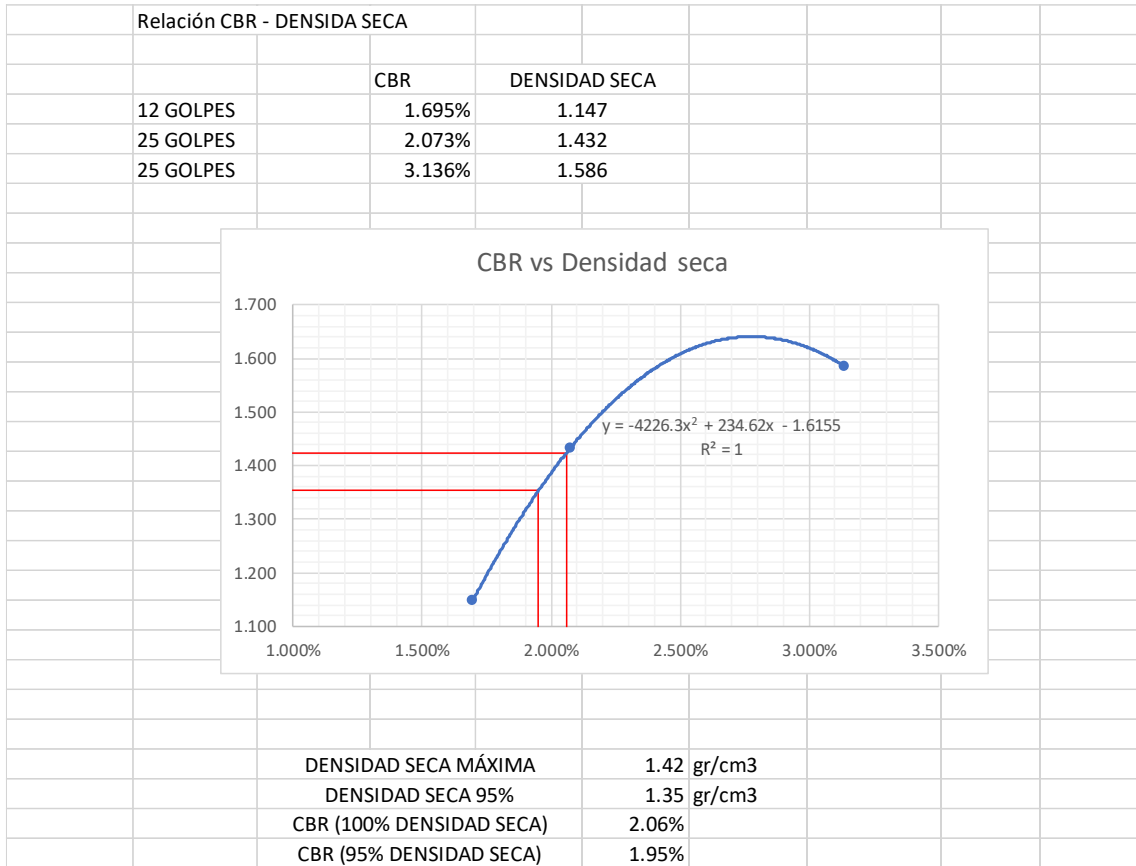 Relación CBR - DENSIDA SECA
CBR DENSIDAD SECA
12 GOLPES 1.695% 1.147
25 GOLPES 2.073% 1.432
25 GOLPES 3.136% 1.586
CBR vs Densidad seca
1.700
1.600
1.500
y = -4226.3x² + 234.62x - 1.6155
R² = 1
1.400
1.300
1.200
1.100
1.000% 1.500% 2.000% 2.500% 3.000% 3.500%
DENSIDAD SECA MÁXIMA 1.42 gr/cm3
DENSIDAD SECA 95% 1.35 gr/cm3
CBR (100% DENSIDAD SECA) 2.06%
CBR (95% DENSIDAD SECA) 1.95%